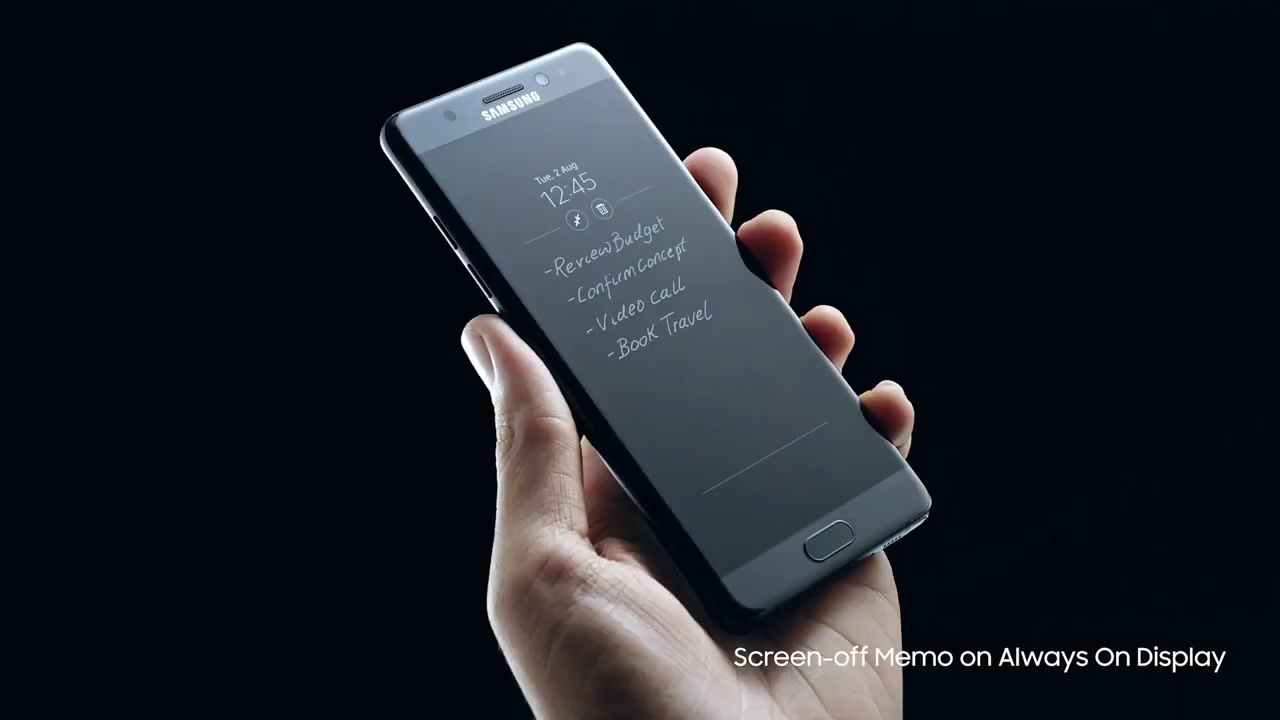 SAMSUNG
Tue, 2 Aug
12:45
-Review Budget
-Confirm Concept
-Video call
-Book Travel
Screen-off Memo on Always On Display